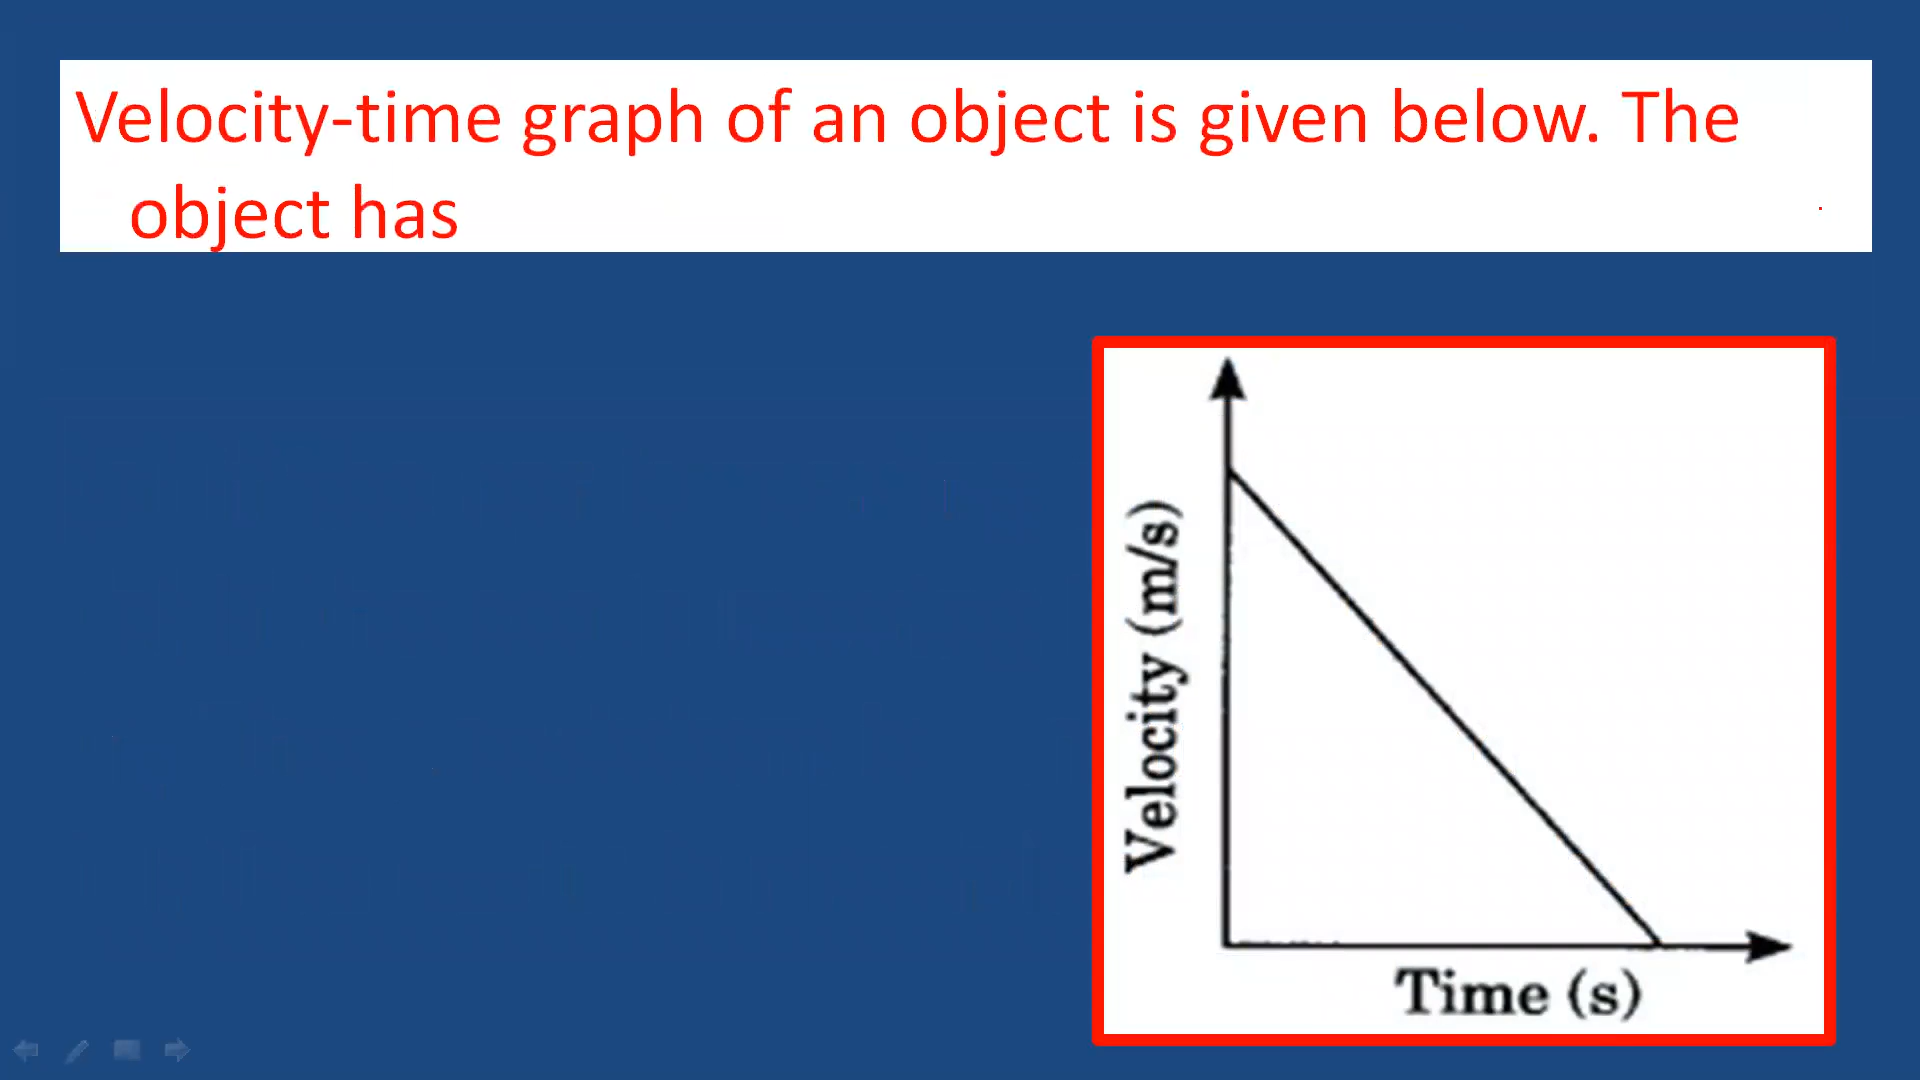 Velocity-time graph of an object is given below. The
object has
Velocity (m/s)
Time (s)